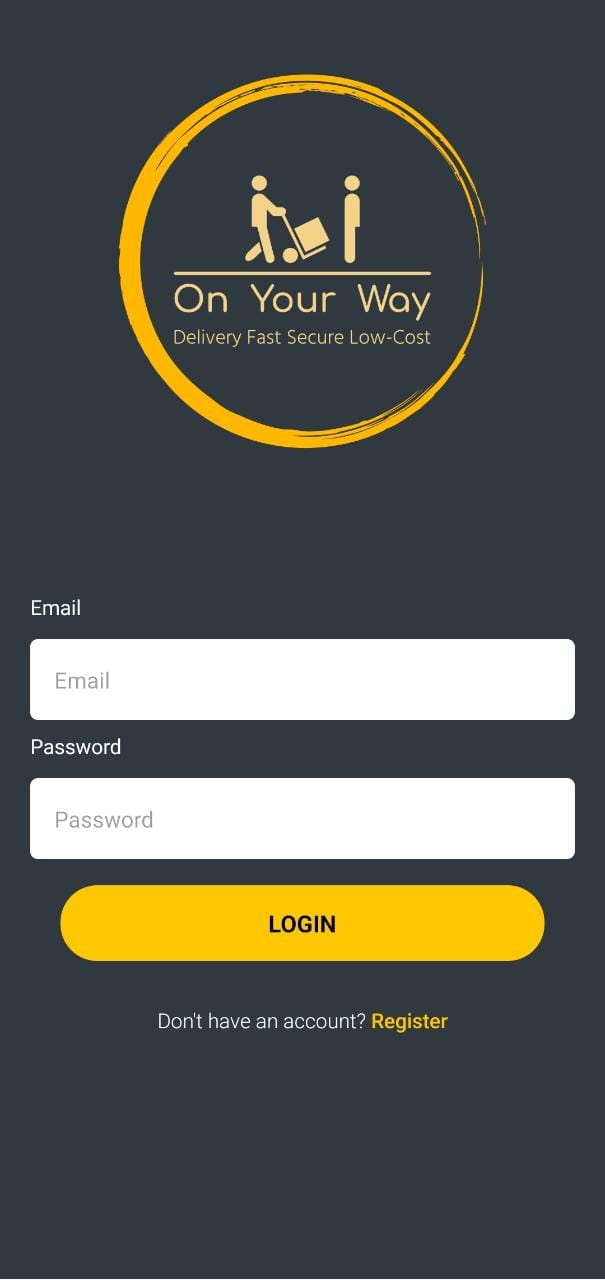 On Your Way
Delivery Fast Secure Low-Cost
Email
Email
Password
Password
LOGIN
Don't have an account? Register